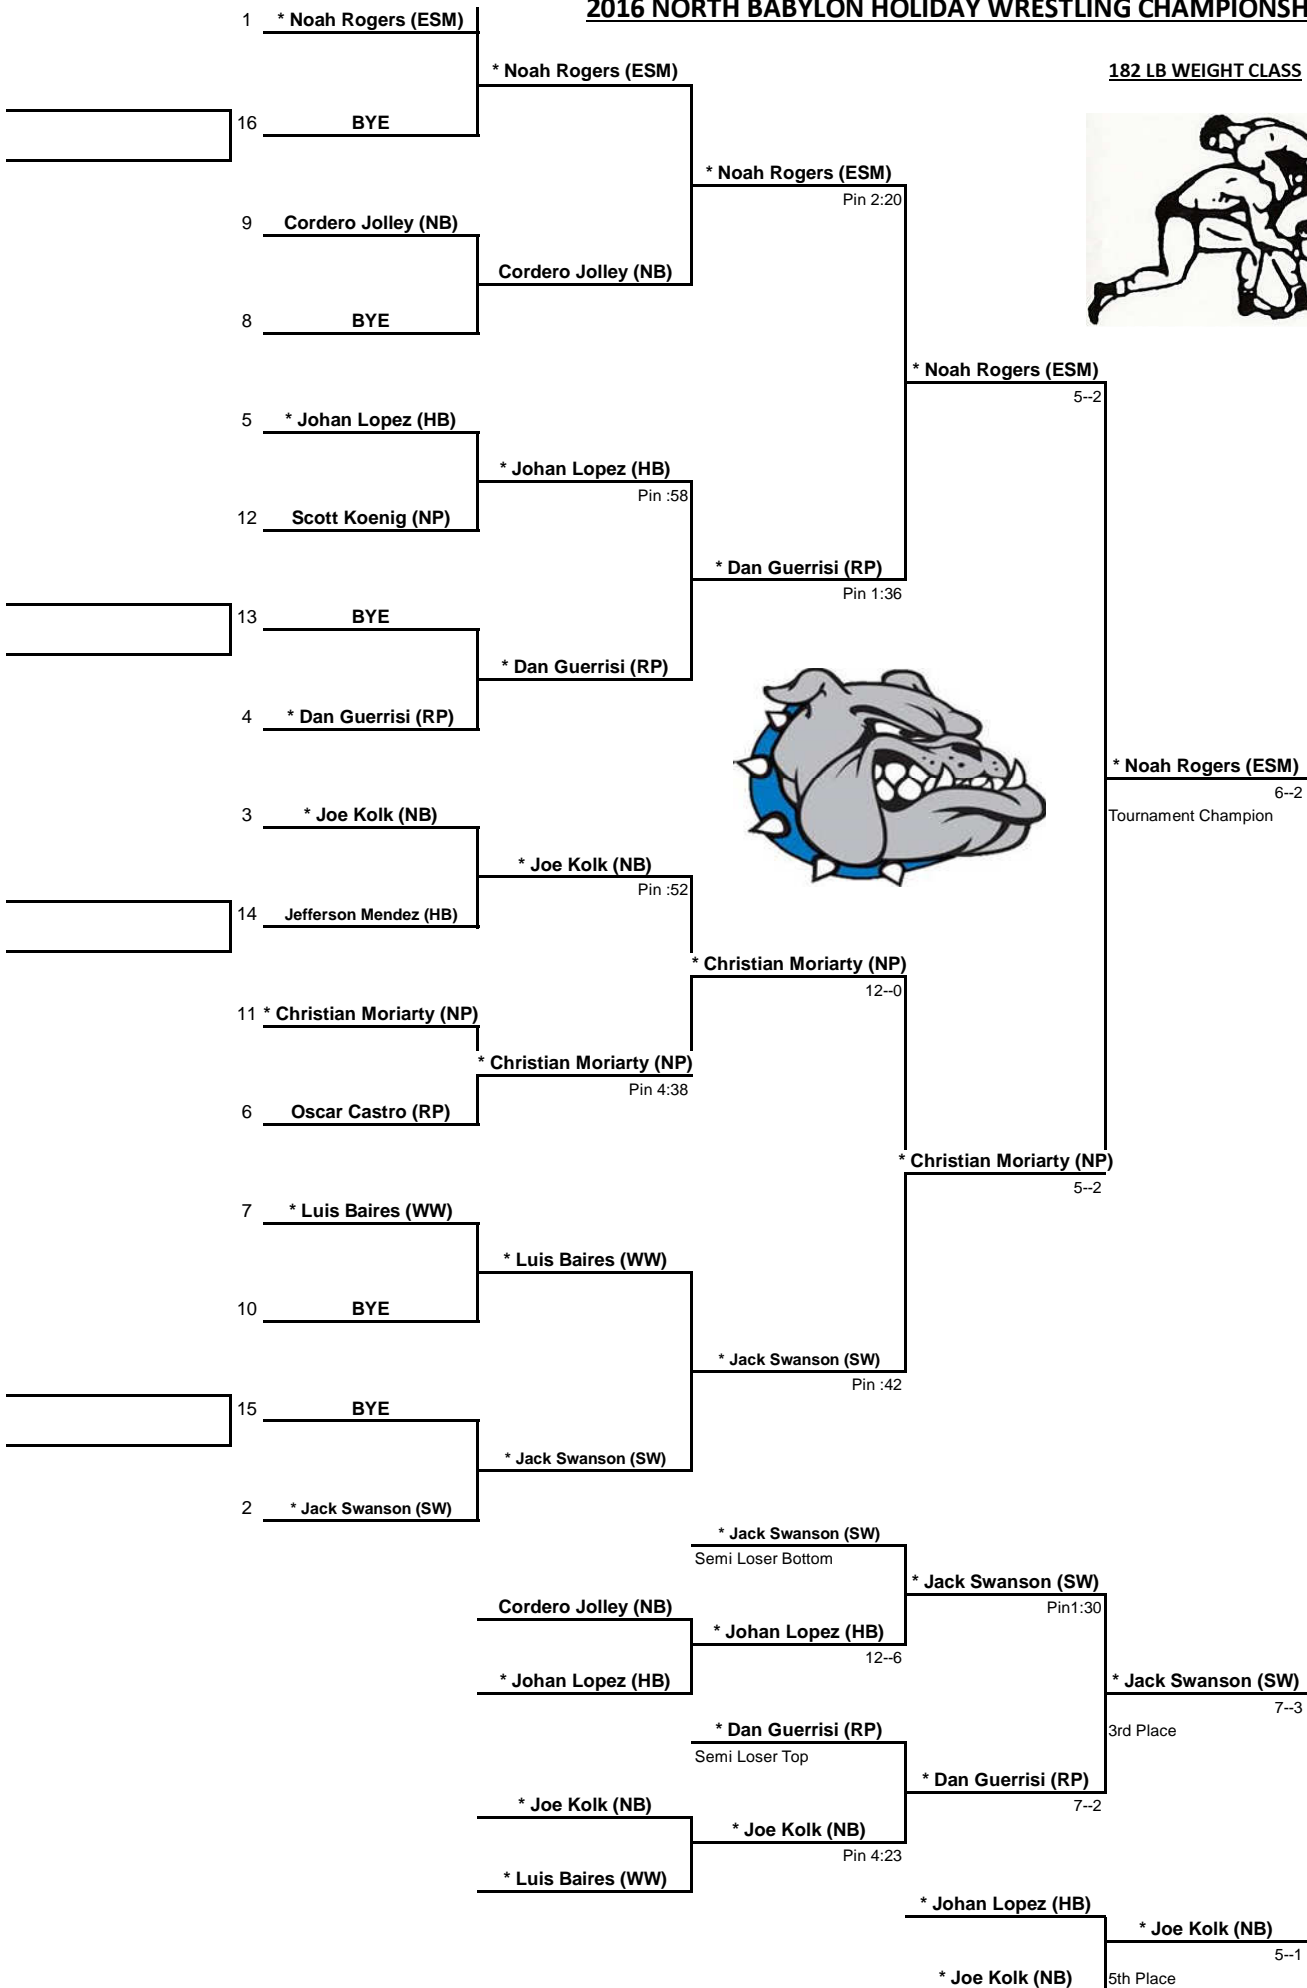 2016 NORTH BABYLON HOLIDAY WRESTLING CHAMPIONSH
1 * Noah Rogers (ESM)
* Noah Rogers (ESM)
182 LB WEIGHT CLASS
16 BYE
* Noah Rogers (ESM)
Pin 2:20
9 Cordero Jolley (NB)
Cordero Jolley (NB)
8 BYE
* Noah Rogers (ESM)
5--2
5 * Johan Lopez (HB)
* Johan Lopez (HB)
Pin :58
12 Scott Koenig (NP)
* Dan Guerrisi (RP)
Pin 1:36
13 BYE
* Dan Guerrisi (RP)
4 * Dan Guerrisi (RP)
* Noah Rogers (ESM)
6--2
Tournament Champion
3 * Joe Kolk (NB)
* Joe Kolk (NB)
Pin :52
14 Jefferson Mendez (HB)
* Christian Moriarty (NP)
12--0
11 * Christian Moriarty (NP)
* Christian Moriarty (NP)
Pin 4:38
6 Oscar Castro (RP)
* Christian Moriarty (NP)
5--2
7 * Luis Baires (WW)
* Luis Baires (WW)
10 BYE
* Jack Swanson (SW)
Pin :42
15 BYE
* Jack Swanson (SW)
2 * Jack Swanson (SW)
* Jack Swanson (SW)
Semi Loser Bottom
* Jack Swanson (SW)
Pin1:30
Cordero Jolley (NB)
* Johan Lopez (HB)
12--6
* Johan Lopez (HB)
* Jack Swanson (SW)
7--3
3rd Place
* Dan Guerrisi (RP)
Semi Loser Top
* Dan Guerrisi (RP)
7--2
* Joe Kolk (NB)
* Joe Kolk (NB)
Pin 4:23
* Luis Baires (WW)
* Johan Lopez (HB)
* Joe Kolk (NB)
5--1
* Joe Kolk (NB)
5th Place